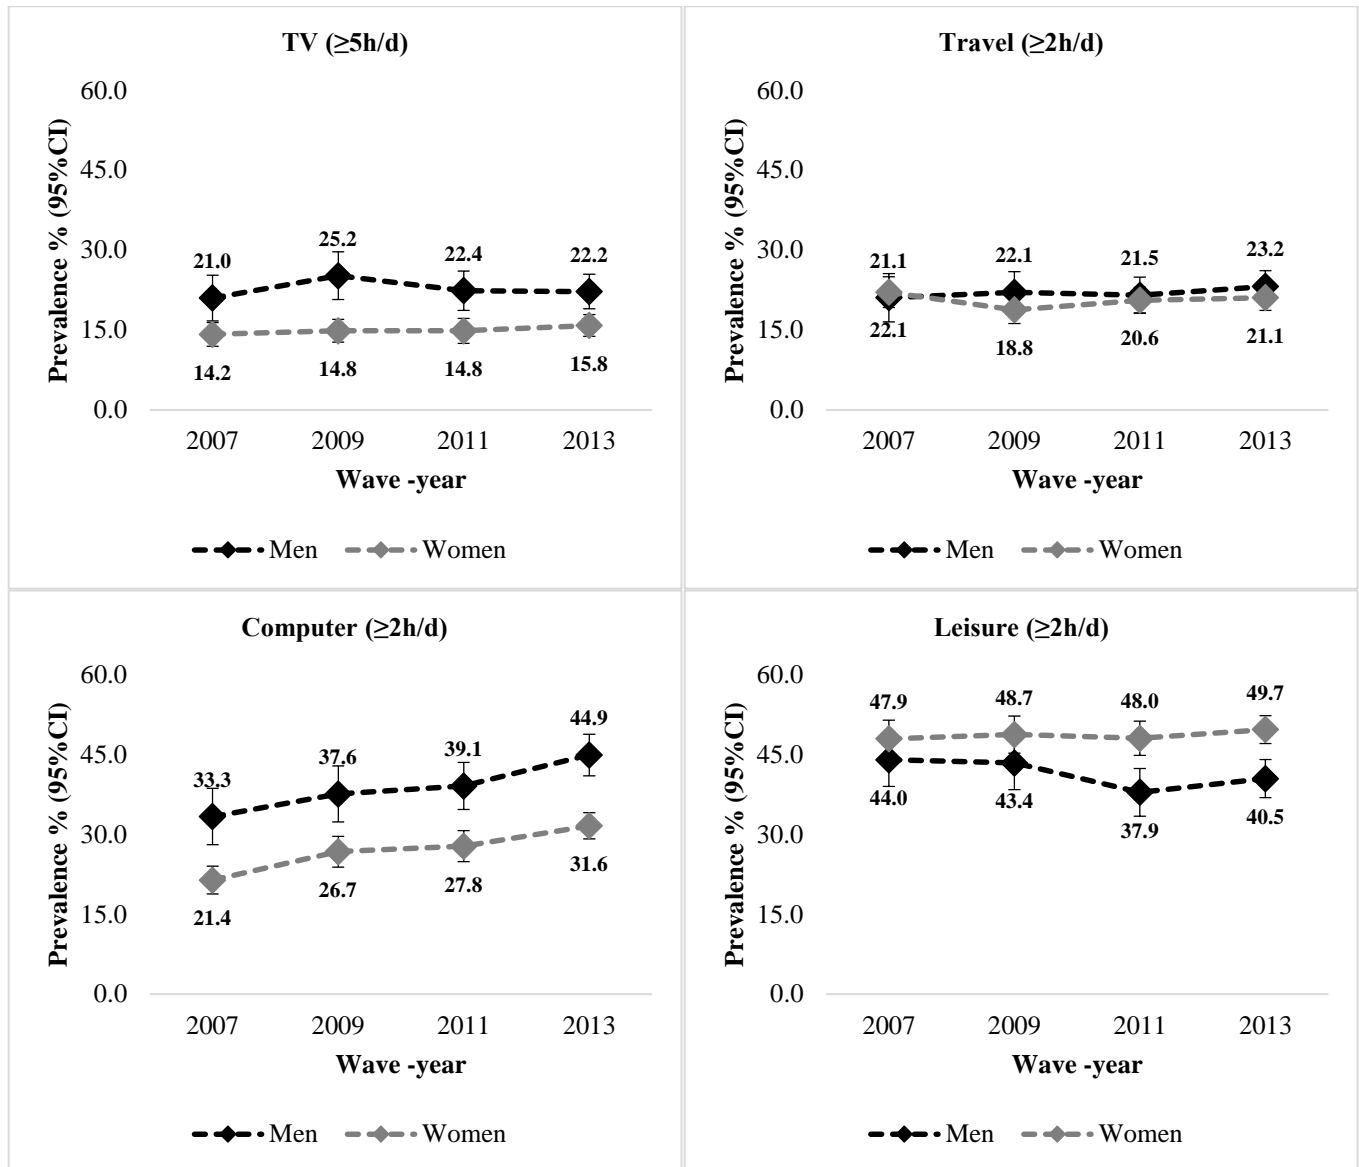 TV (≥5h/d)
Prevalence % (95%CI)
60.0
45.0
30.0
15.0
0.0
21.0
25.2
22.4
22.2
14.2
14.8
14.8
15.8
2007 2009 2011 2013
Wave -year
Men Women
Travel (≥2h/d)
Prevalence % (95%CI)
60.0
45.0
30.0
15.0
0.0
21.1
22.1
21.5
23.2
22.1
18.8
20.6
21.1
2007 2009 2011 2013
Wave -year
Men Women
Computer (≥2h/d)
Prevalence % (95%CI)
60.0
45.0
30.0
15.0
0.0
33.3
37.6
39.1
44.9
21.4
26.7
27.8
31.6
2007 2009 2011 2013
Wave -year
Men Women
Leisure (≥2h/d)
Prevalence % (95%CI)
60.0
45.0
30.0
15.0
0.0
47.9
48.7
48.0
49.7
44.0
43.4
37.9
40.5
2007 2009 2011 2013
Wave -year
Men Women